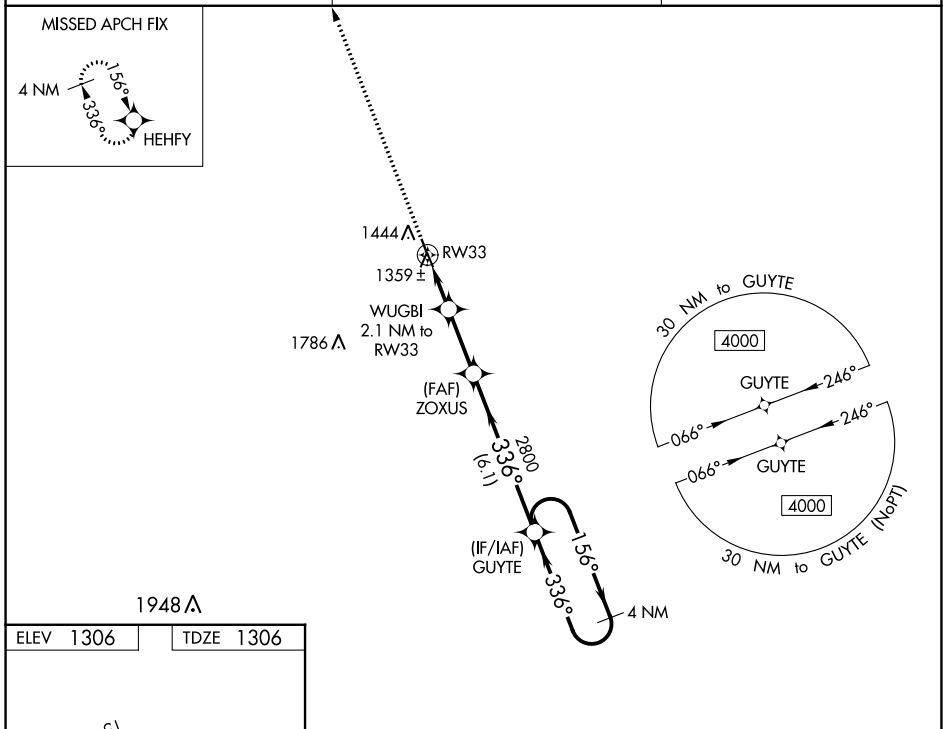 MISSED APCH FIX
4 NM
156°
336°
HEHFY
1444
RW33
1359 ±
WUGBI
2.1 NM to
RW33
1786
(FAF)
ZOXUS
336°
2800
(6.1)
(IF/IAF)
GUYTE
156°
336°
4 NM
30 NM to GUYTE
4000
GUYTE
246°
066°
246°
066°
GUYTE
4000
30 NM to GUYTE (NoPT)
1948
ELEV 1306
TDZE 1306